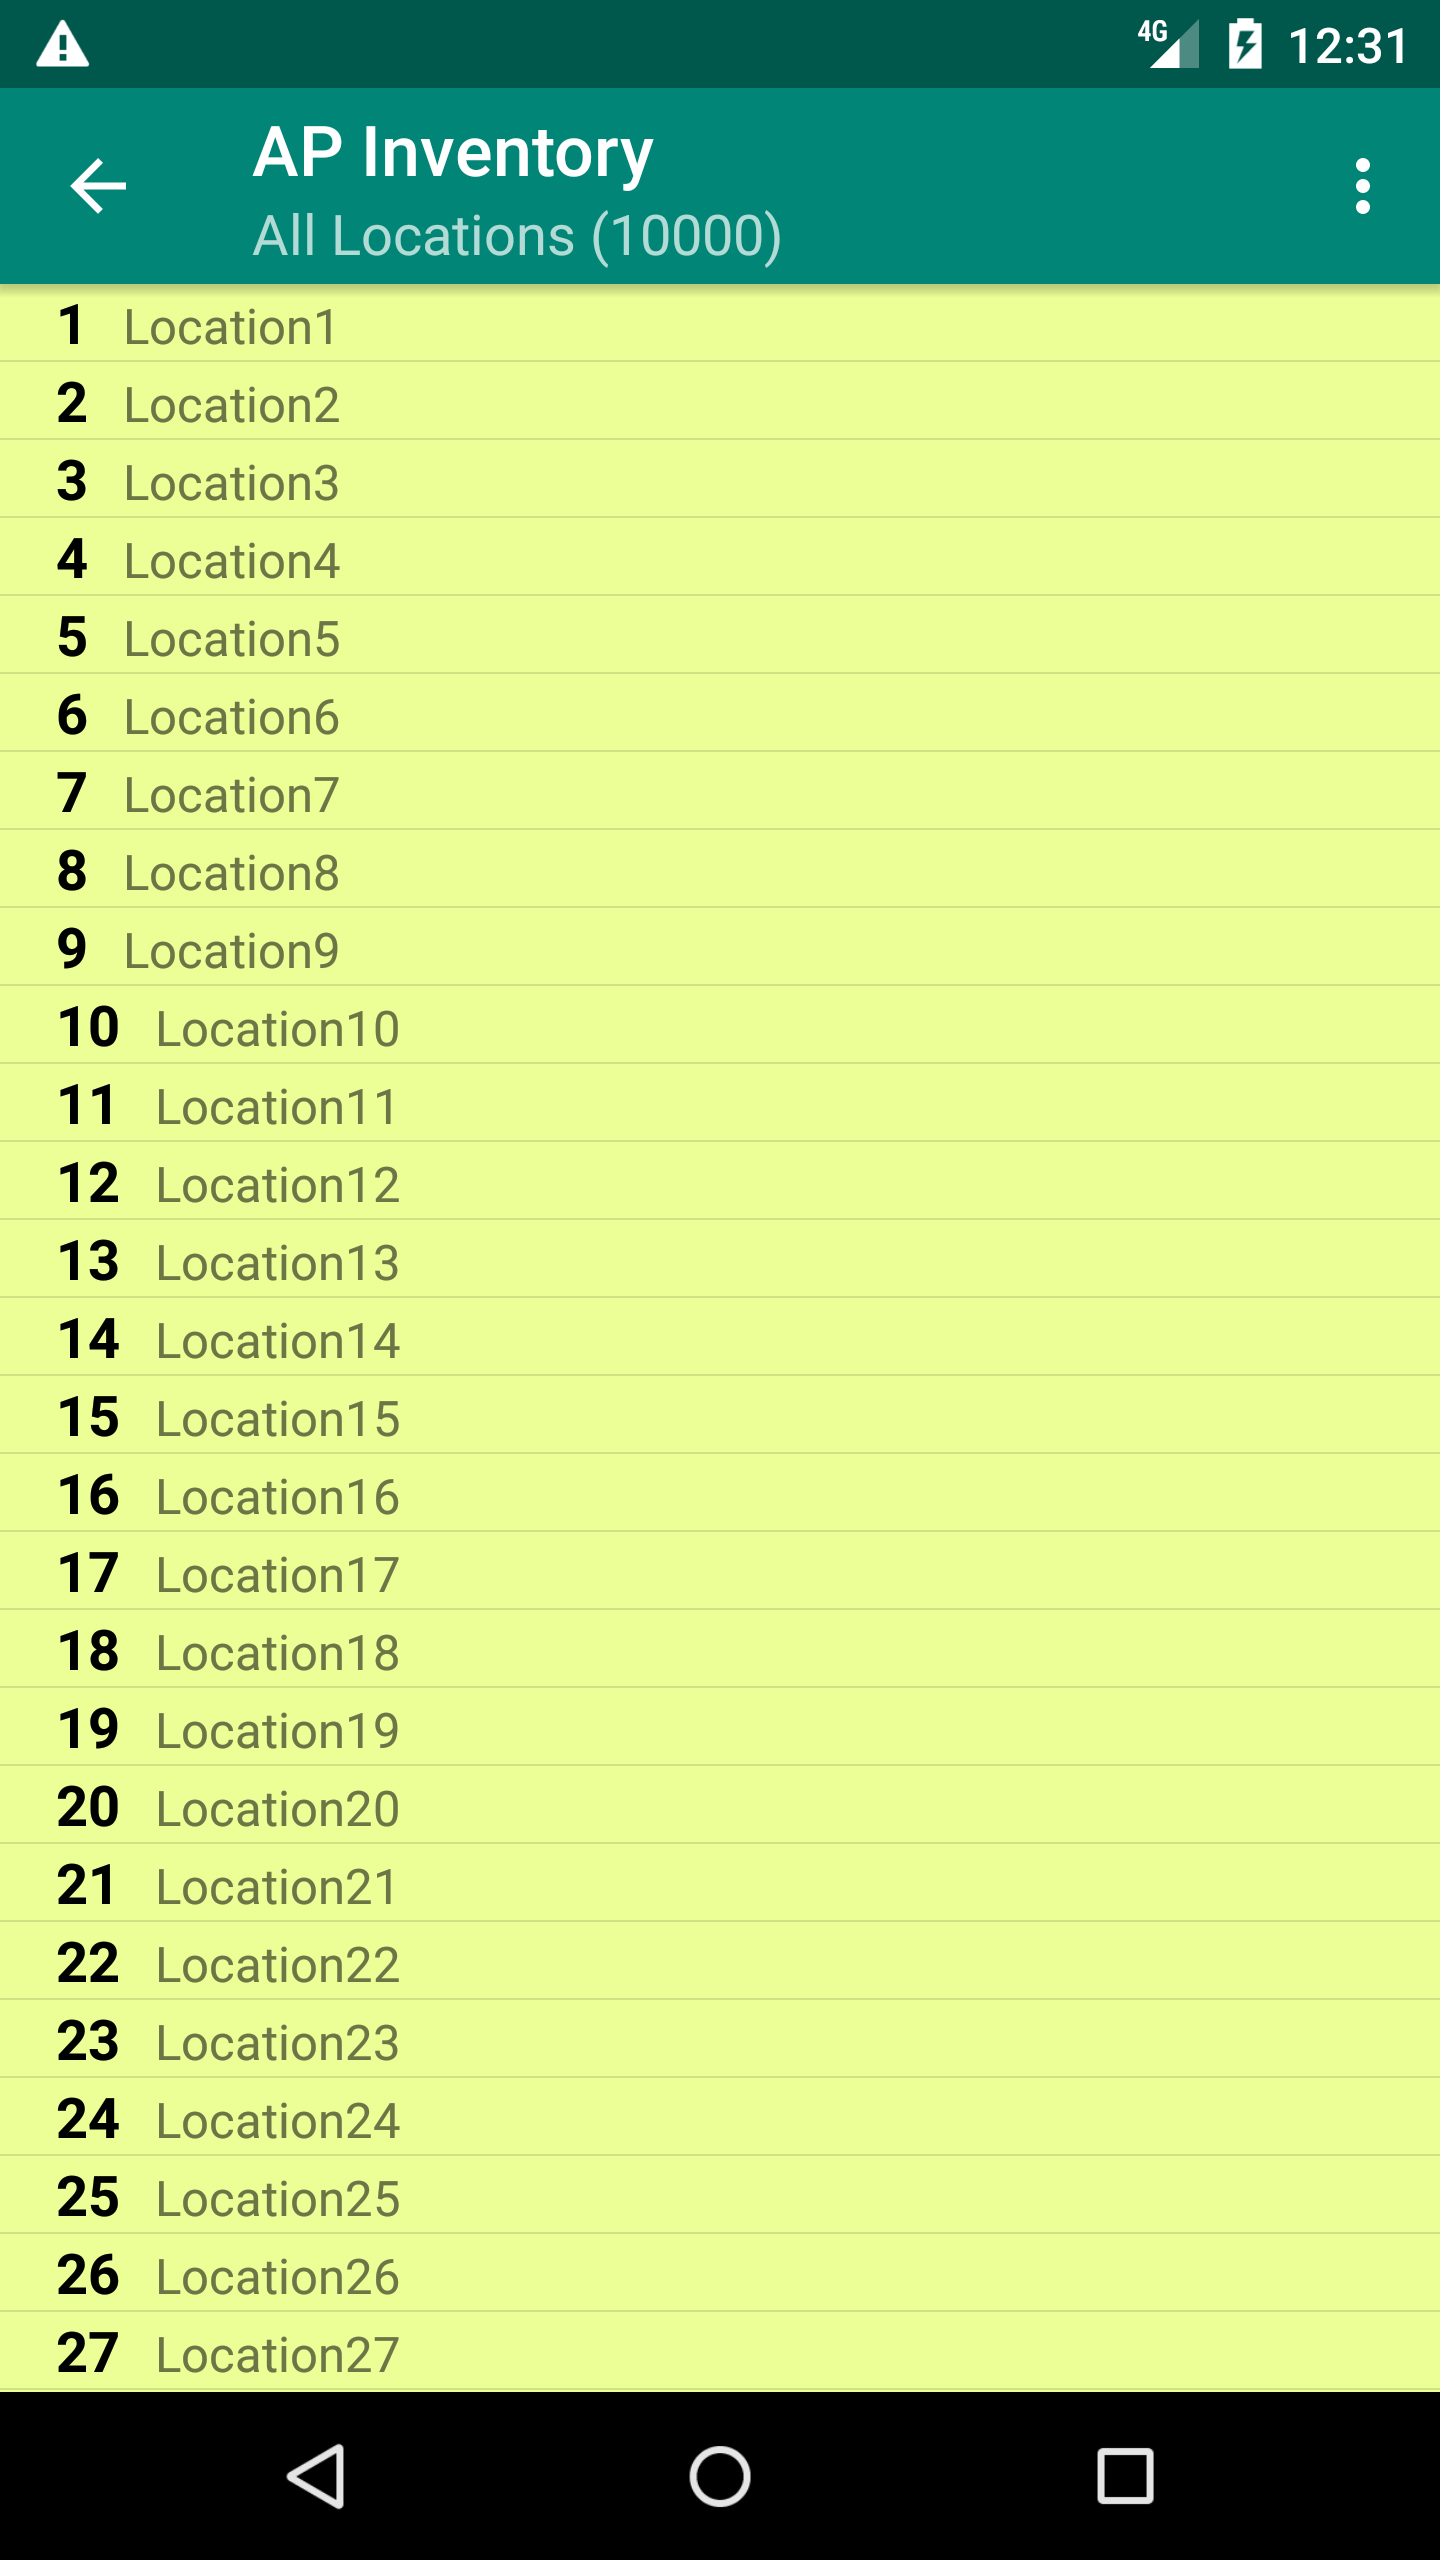 4G 12:31
AP Inventory
All Locations (10000)
1 Location1
2 Location2
3 Location3
4 Location4
5 Location5
6 Location6
7 Location7
8 Location8
9 Location9
10 Location10
11 Location11
12 Location12
13 Location13
14 Location14
15 Location15
16 Location16
17 Location17
18 Location18
19 Location19
20 Location20
21 Location21
22 Location22
23 Location23
24 Location24
25 Location25
26 Location26
27 Location27